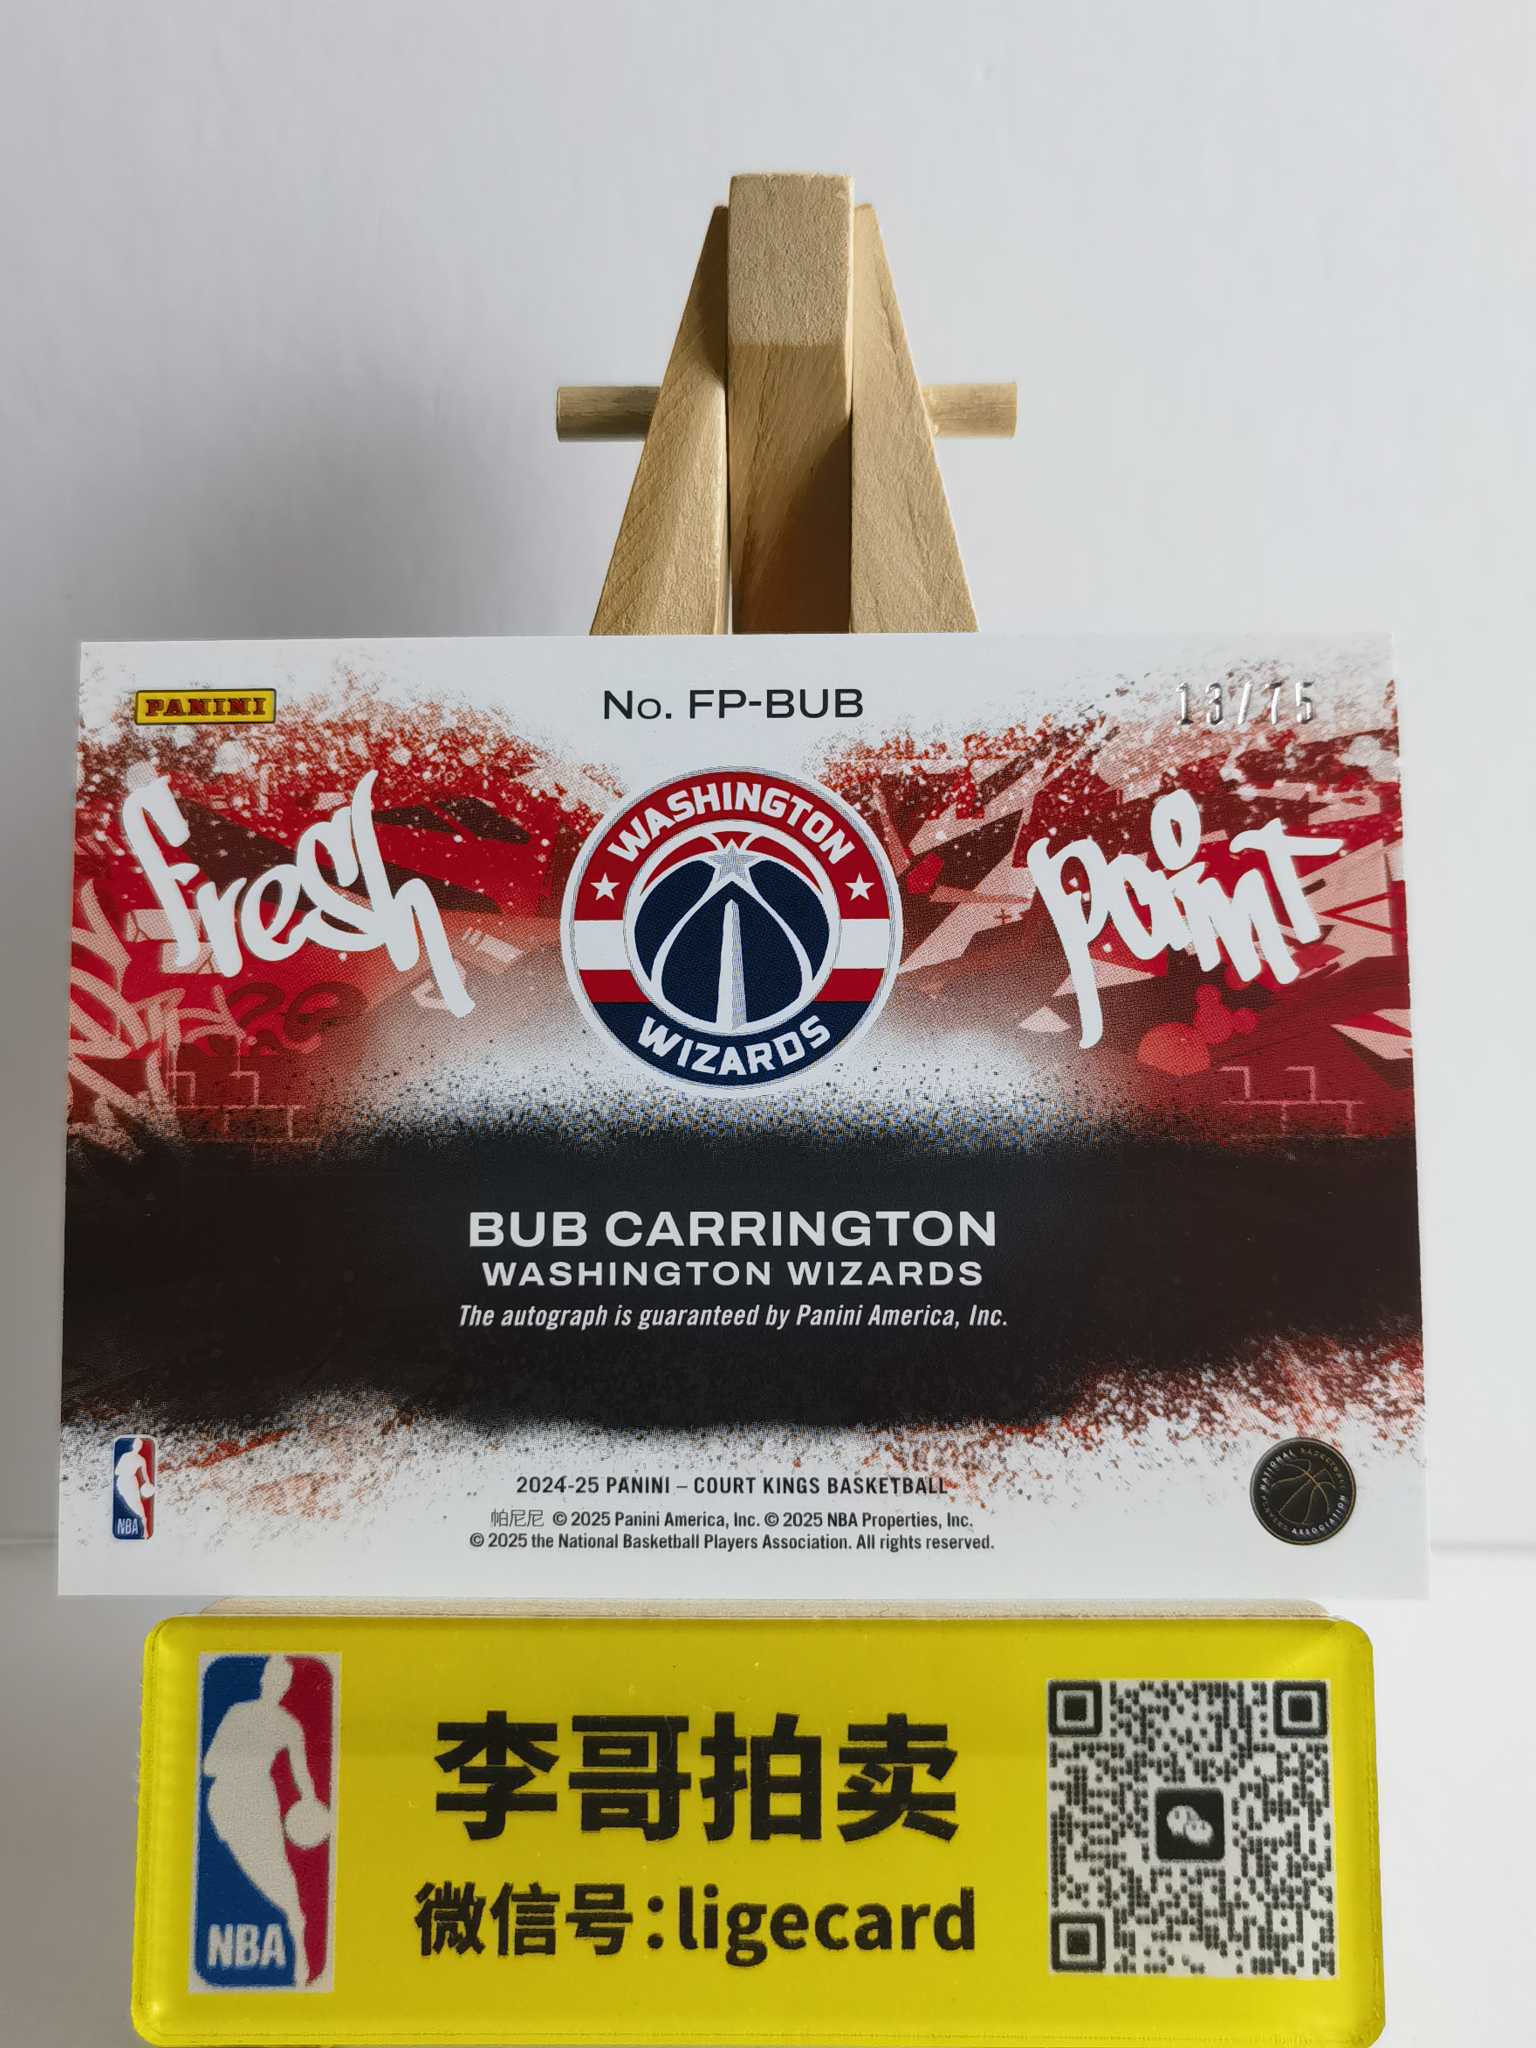 PANINI
No. FP-BUB
13/75
fresh
WASHINGTON
WIZARDS
paint
BUB CARRINGTON
WASHINGTON WIZARDS
The autograph is guaranteed by Panini America, Inc.
NBA
2024-25 PANINI – COURT KINGS BASKETBALL
帕尼尼 © 2025 Panini America, Inc. © 2025 NBA Properties, Inc.
© 2025 the National Basketball Players Association. All rights reserved.
NATIONAL BASKETBALL PLAYERS ASSOCIATION
NBA
李哥拍卖
微信号:ligecard